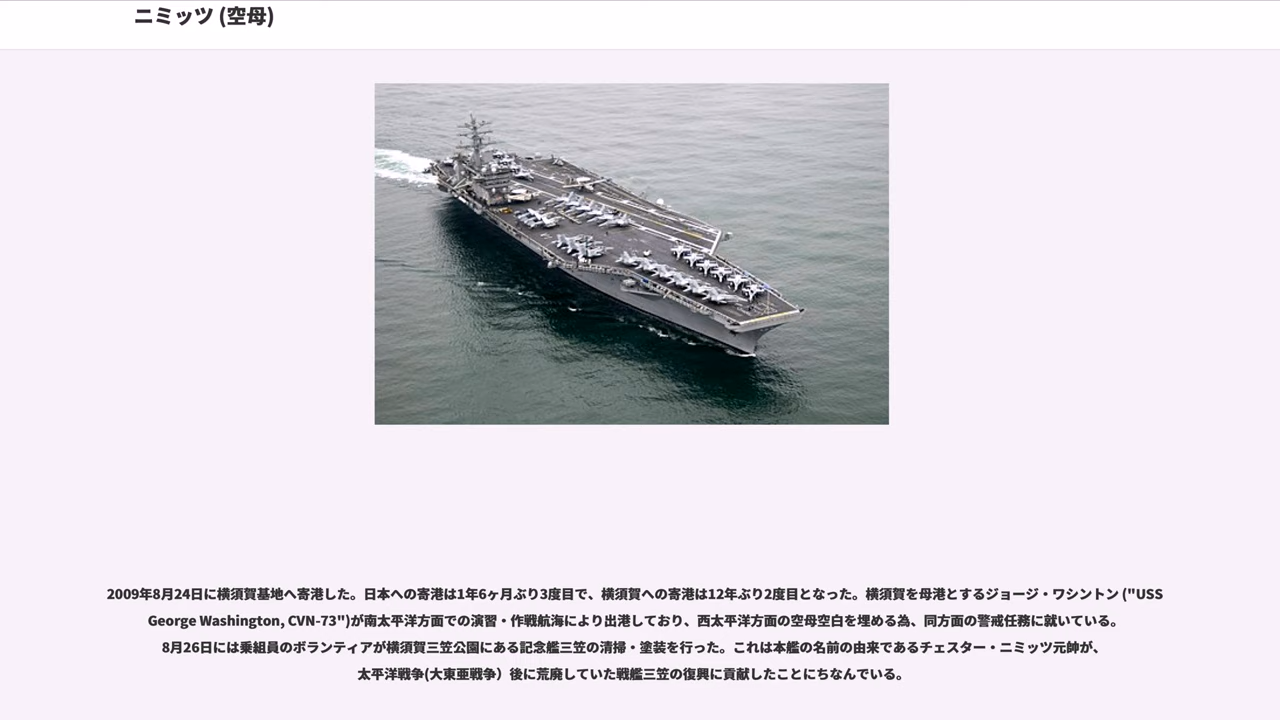 ニミッツ (空母)
2009年8月24日に横須賀基地へ寄港した。日本への寄港は1年6ヶ月ぶり3度目で、横須賀への寄港は12年ぶり2度目となった。横須賀を母港とするジョージ・ワシントン ("USS
George Washington, CVN-73")が南太平洋方面での演習・作戦航海により出港しており、西太平洋方面の空母空白を埋める為、同方面の警戒任務に就いている。
8月26日には乗組員のボランティアが横須賀三笠公園にある記念艦三笠の清掃・塗装を行った。これは本艦の名前の由来であるチェスター・ニミッツ元帥が、
太平洋戦争(大東亜戦争）後に荒廃していた戦艦三笠の復興に貢献したことにちなんでいる。